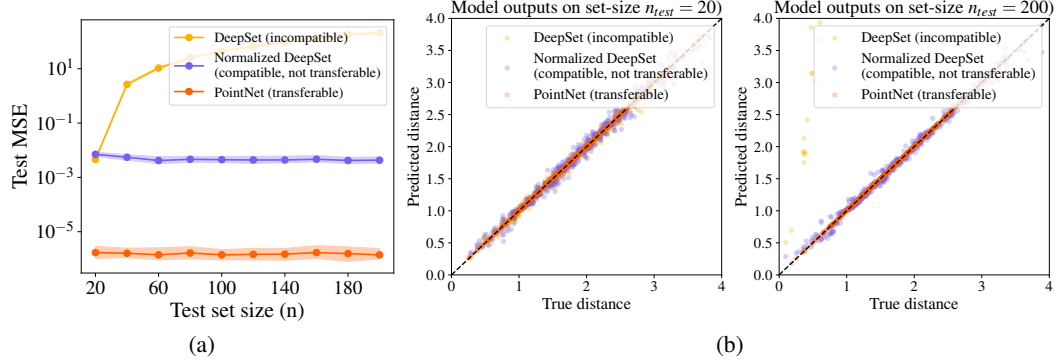 Test MSE
10^1
10^{-1}
10^{-3}
10^{-5}
20
60
100
140
180
Test set size (n)
DeepSet (incompatible)
Normalized DeepSet
(compatible, not transferable)
PointNet (transferable)
(a)
Model outputs on set-size n_{test} = 20)
Predicted distance
4.0
3.5
3.0
2.5
2.0
1.5
1.0
0.5
0.0
0
1
2
3
4
True distance
DeepSet (incompatible)
Normalized DeepSet
(compatible, not transferable)
PointNet (transferable)
Model outputs on set-size n_{test} = 200)
Predicted distance
4.0
3.5
3.0
2.5
2.0
1.5
1.0
0.5
0.0
0
1
2
3
4
True distance
DeepSet (incompatible)
Normalized DeepSet
(compatible, not transferable)
PointNet (transferable)
(b)